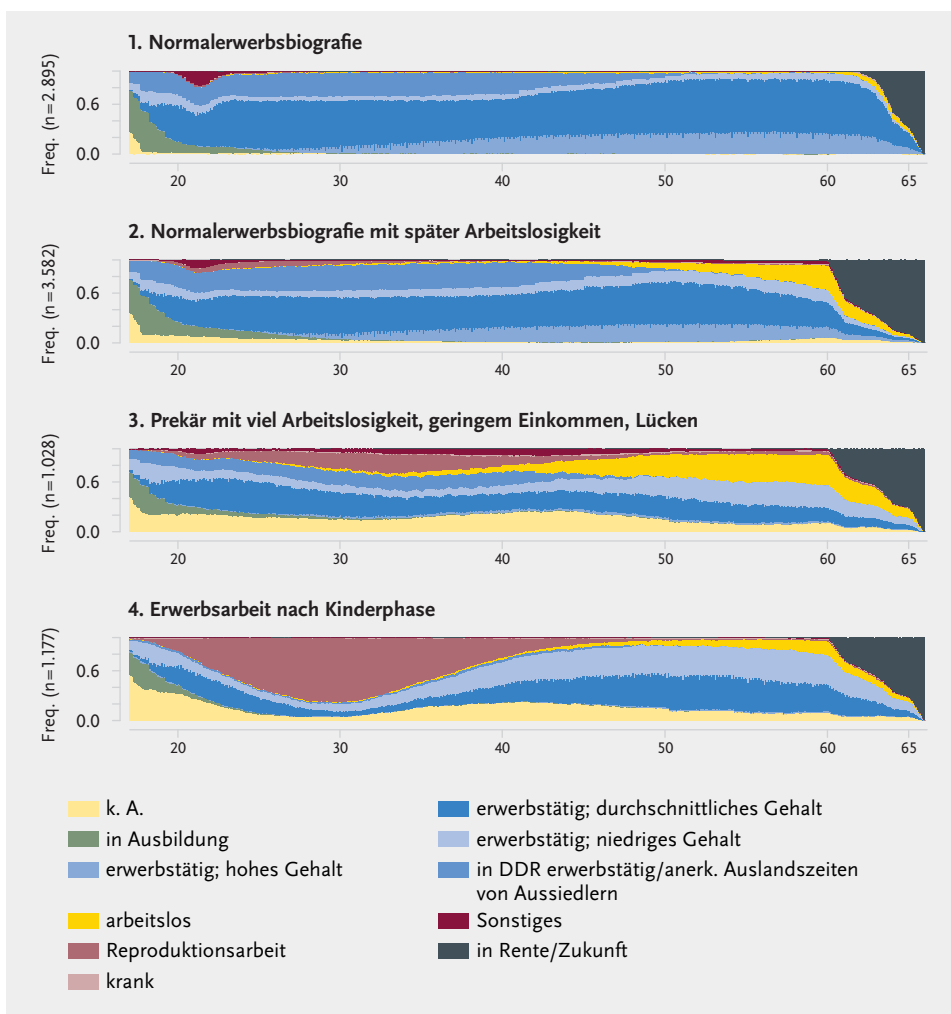 1. Normalerwerbsbiografie
Freq. (n=2.895)
0.6
0.0
20 30 40 50 60 65
2. Normalerwerbsbiografie mit später Arbeitslosigkeit
Freq. (n=3.582)
0.6
0.0
20 30 40 50 60 65
3. Prekär mit viel Arbeitslosigkeit, geringem Einkommen, Lücken
Freq. (n=1.028)
0.6
0.0
20 30 40 50 60 65
4. Erwerbsarbeit nach Kinderphase
Freq. (n=1.177)
0.6
0.0
20 30 40 50 60 65
k. A.
in Ausbildung
erwerbstätig; hohes Gehalt
arbeitslos
Reproduktionsarbeit
krank
erwerbstätig; durchschnittliches Gehalt
erwerbstätig; niedriges Gehalt
in DDR erwerbstätig/anerk. Auslandszeiten
von Aussiedlern
Sonstiges
in Rente/Zukunft